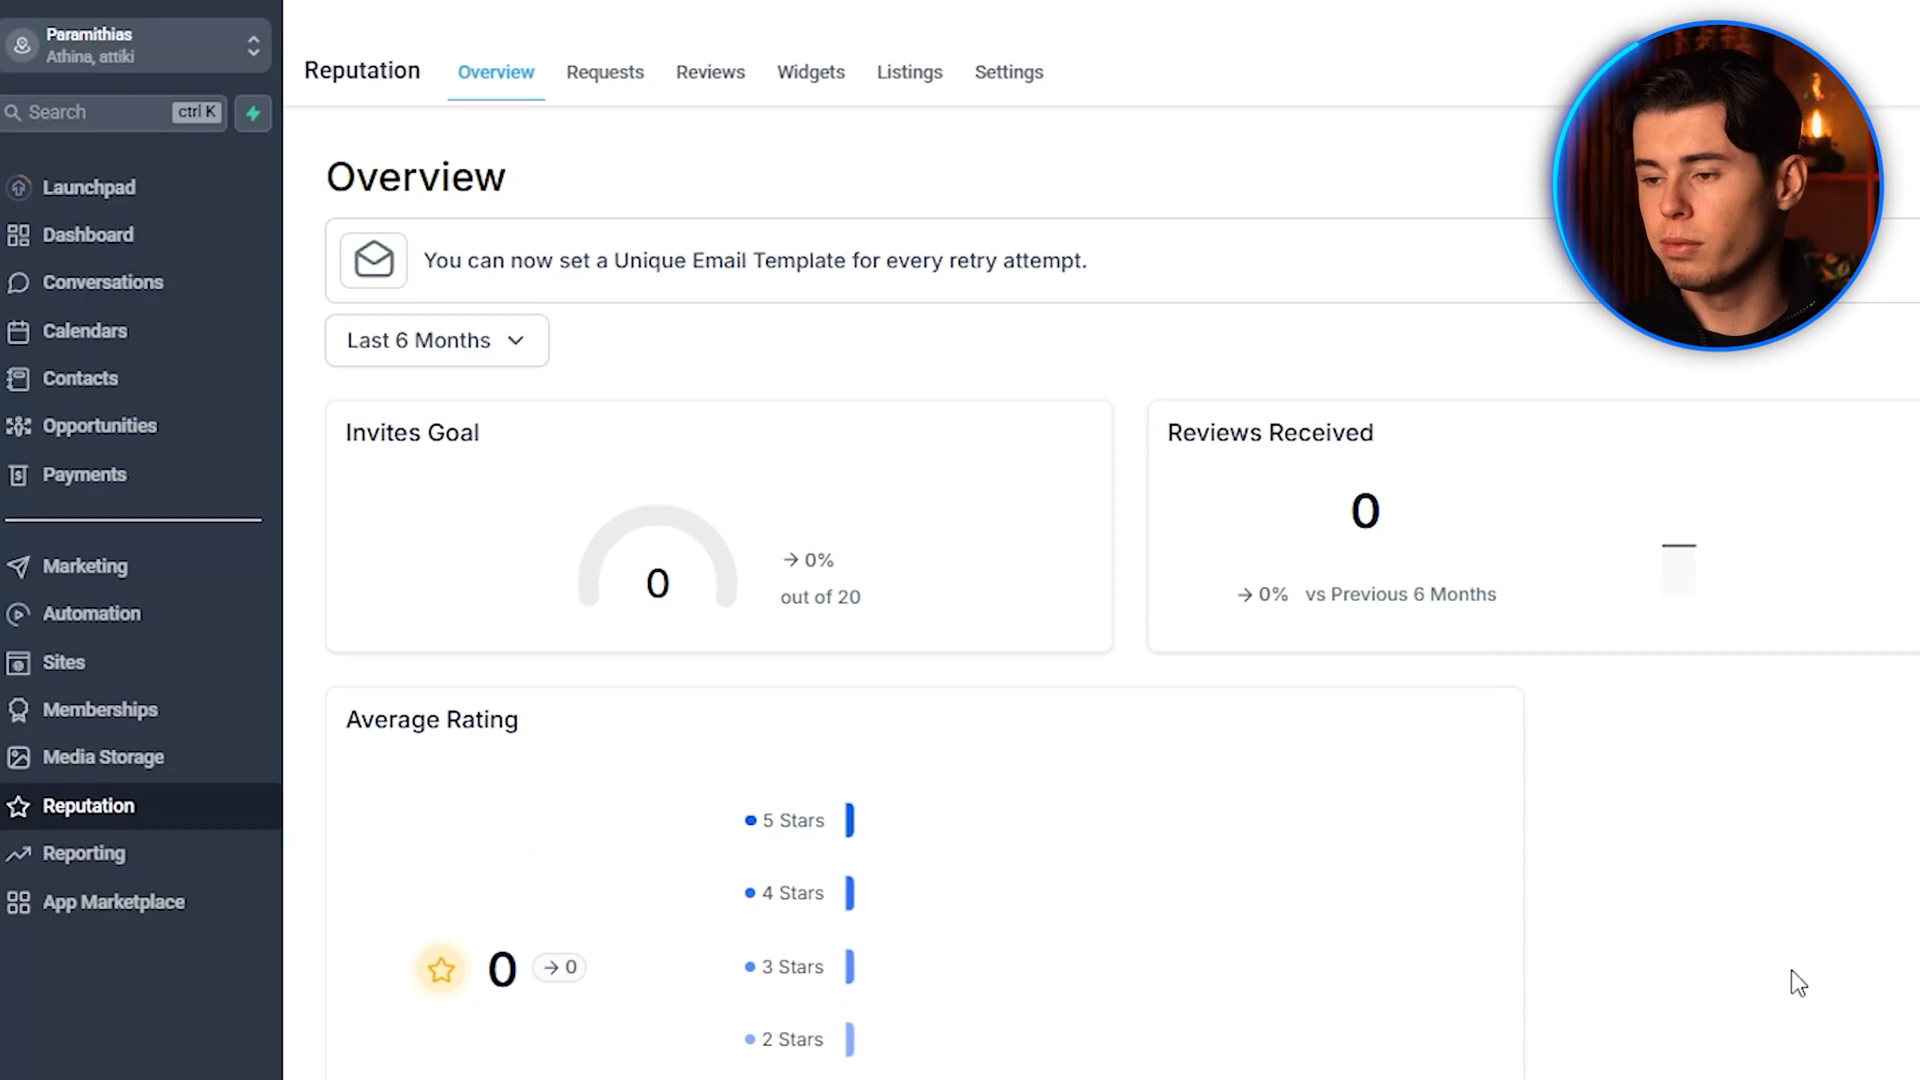 Paramithias
Athina, attiki
Search
ctrl K
Launchpad
Dashboard
Conversations
Calendars
Contacts
Opportunities
Payments
Marketing
Automation
Sites
Memberships
Media Storage
Reputation
Reporting
App Marketplace
Reputation
Overview
Requests
Reviews
Widgets
Listings
Settings
Overview
You can now set a Unique Email Template for every retry attempt.
Last 6 Months
Invites Goal
0
→ 0%
out of 20
Reviews Received
0
→ 0% vs Previous 6 Months
Average Rating
0
→ 0
5 Stars
4 Stars
3 Stars
2 Stars